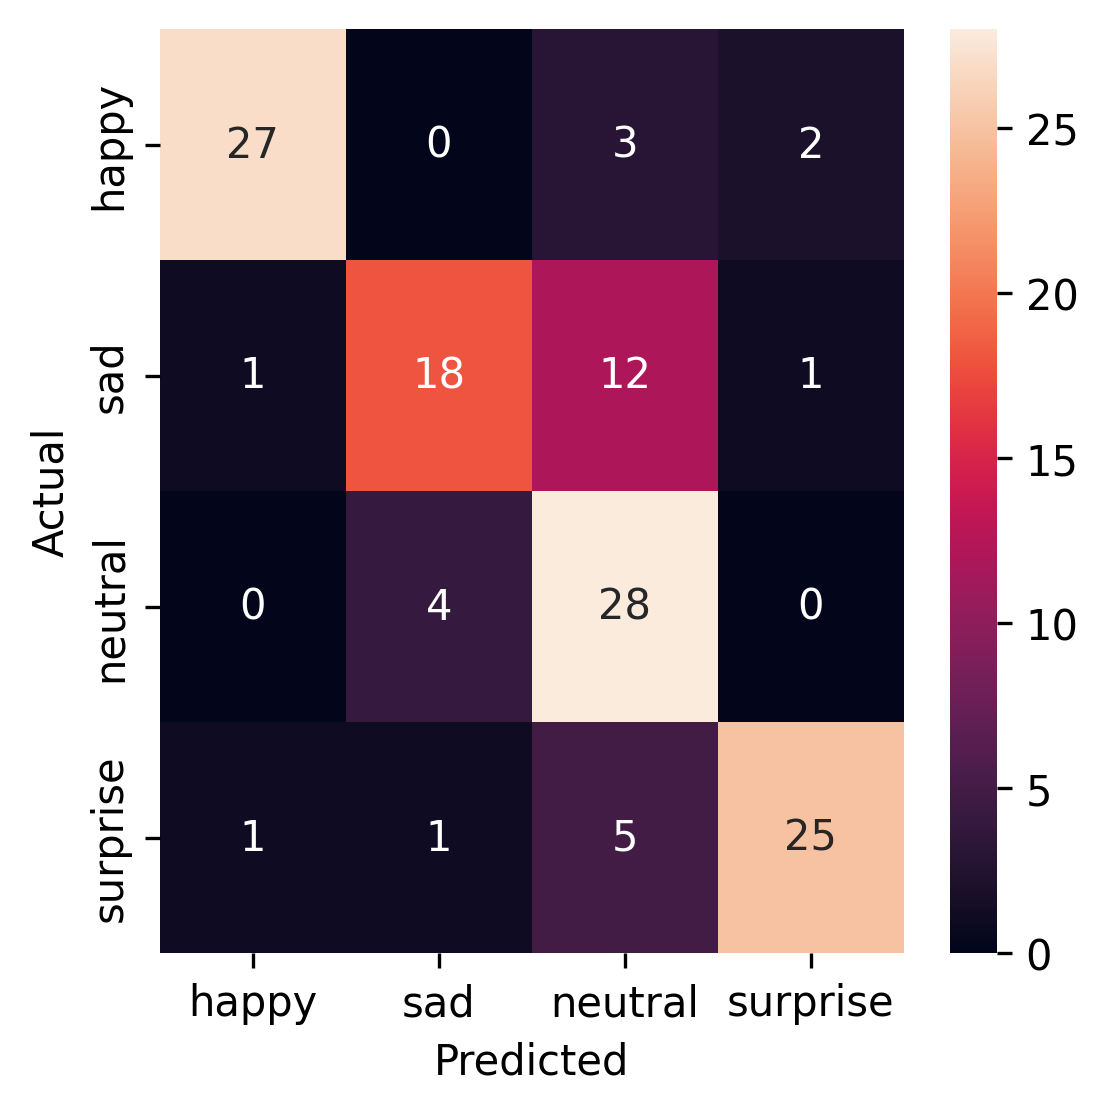 Actual
happy
27 0 3 2
sad
1 18 12 1
neutral
0 4 28 0
surprise
1 1 5 25
happy sad neutral surprise
Predicted
25
20
15
10
5
0